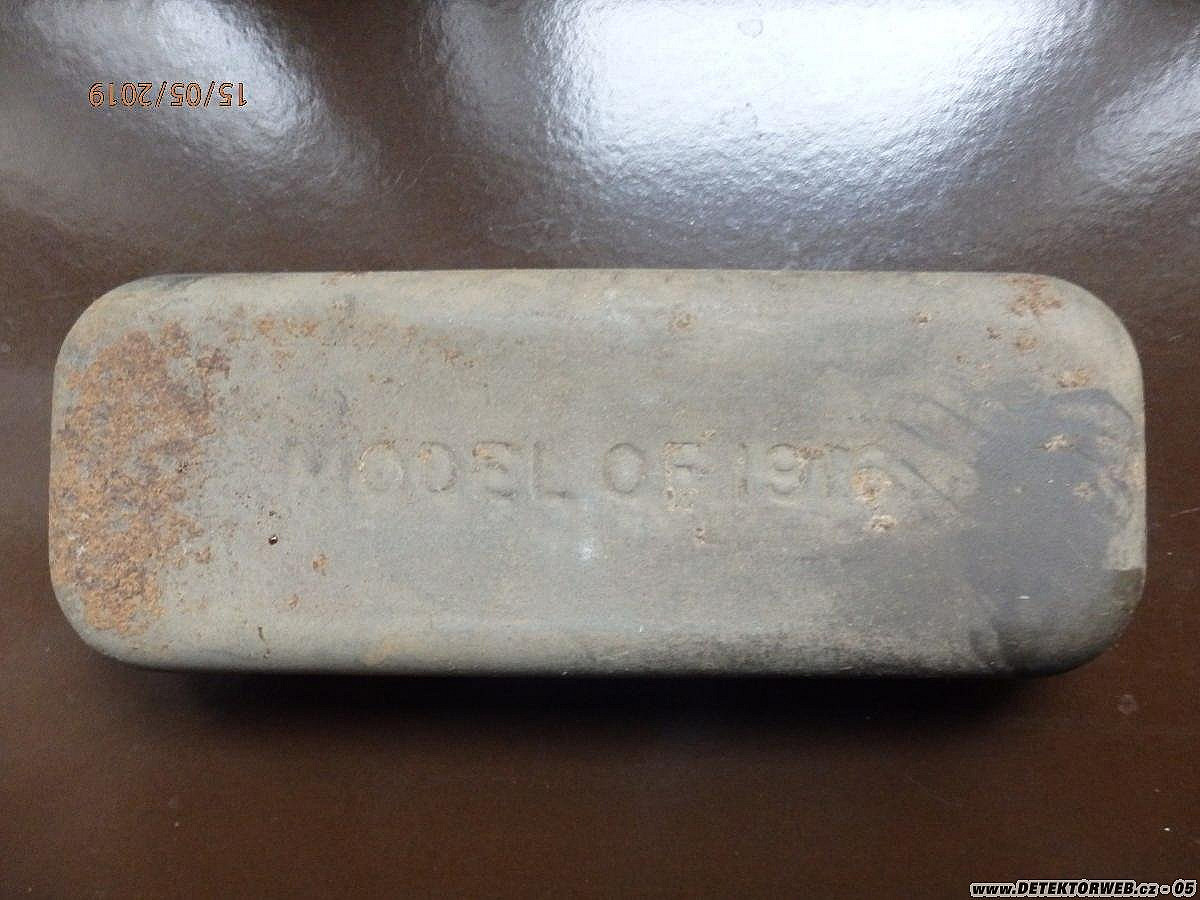 15/05/2019
MODEL OF 1916
www.DETEKTORWEB.cz - 05